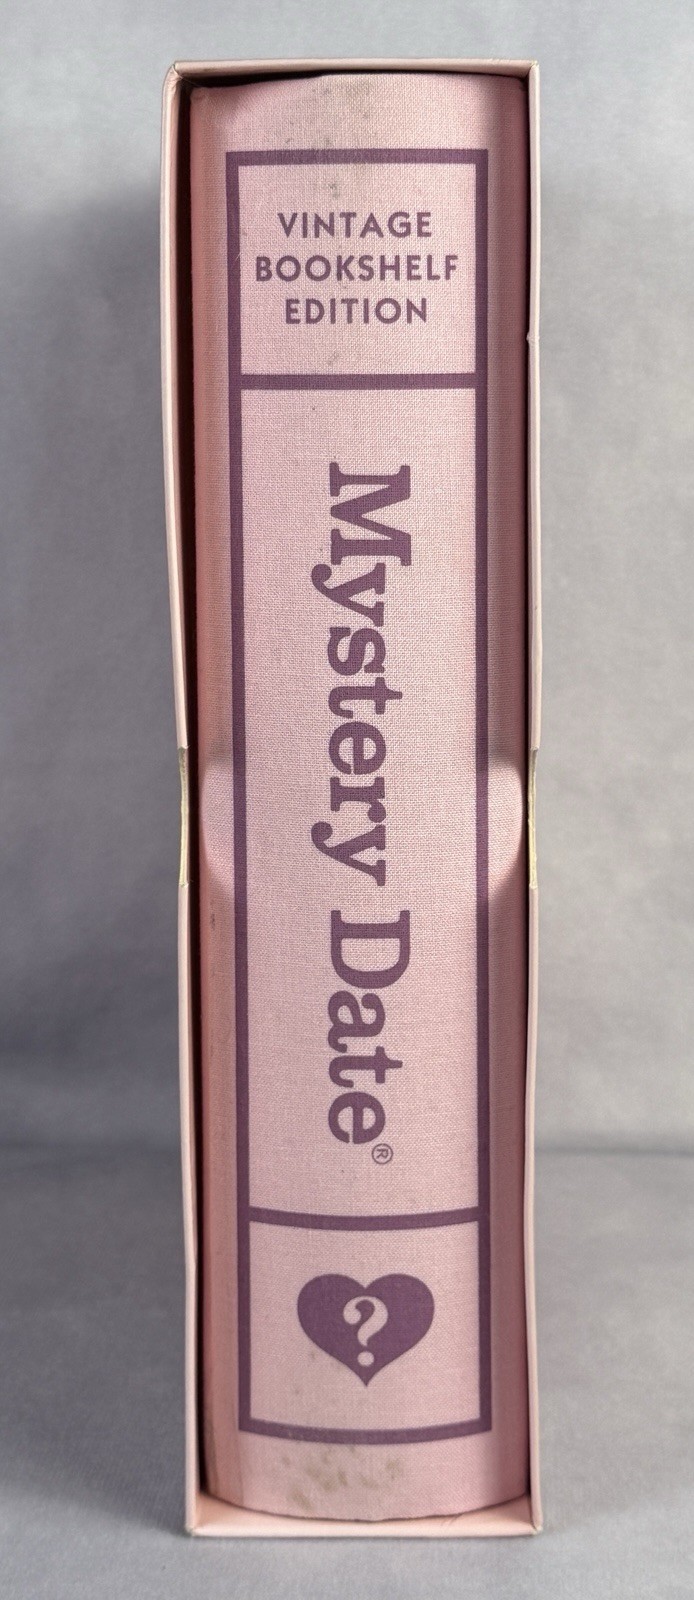 VINTAGE
BOOKSHELF
EDITION
Mystery Date®
?